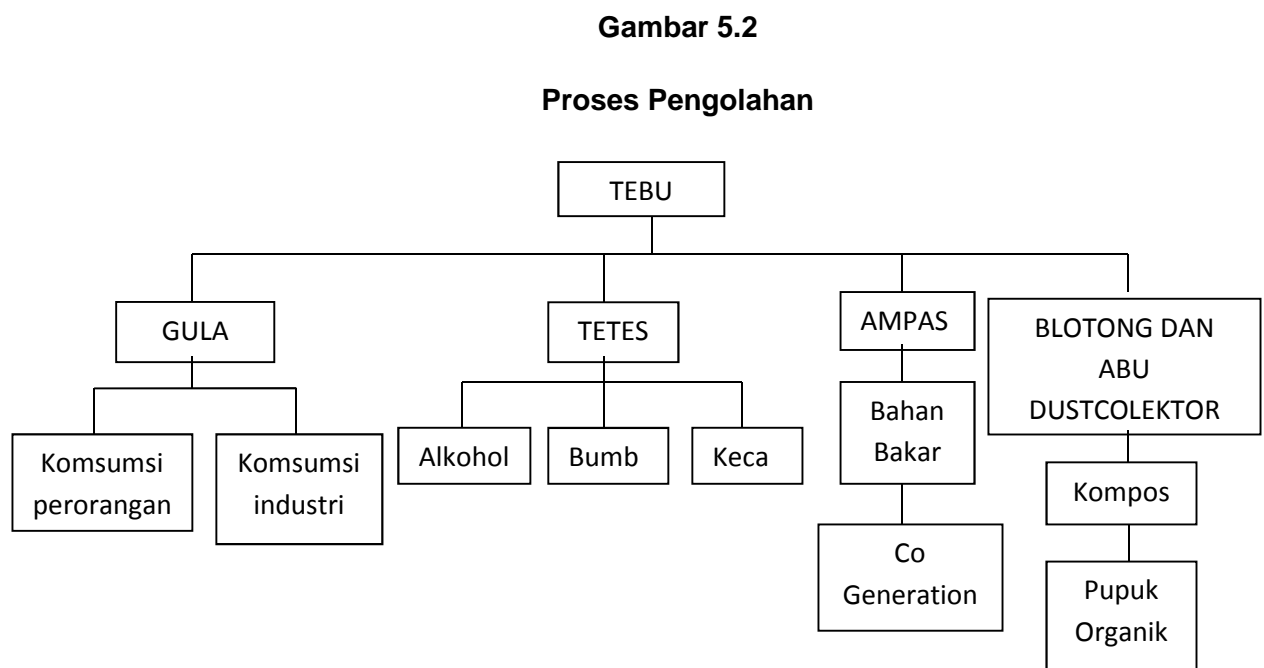 Gambar 5.2
Proses Pengolahan
TEBU
GULA
TETES
AMPAS
BLOTONG DAN
ABU
DUSTCOLEKTOR
Komsumsi
perorangan
Komsumsi
industri
Alkohol
Bumb
Keca
Bahan
Bakar
Kompos
Co
Generation
Pupuk
Organik